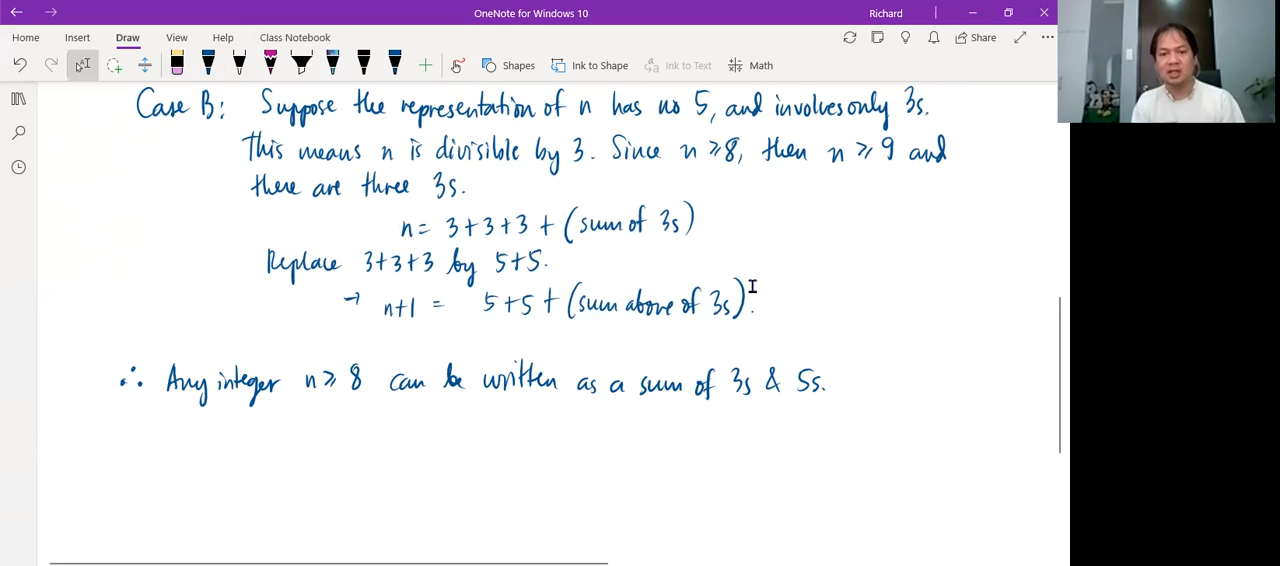 OneNote for Windows 10
Richard
Home Insert Draw View Help Class Notebook
Share
Shapes Ink to Shape Ink to Text Math
Case B: Suppose the representation of n has no 5, and involves only 3s.
This means n is divisible by 3. Since n ≥ 8, then n ≥ 9 and
there are three 3s.
n = 3+3+3 + (sum of 3s)
Replace 3+3+3 by 5+5.
→ n+1 = 5+5 + (sum above of 3s).
∴ Any integer n ≥ 8 can be written as a sum of 3s & 5s.